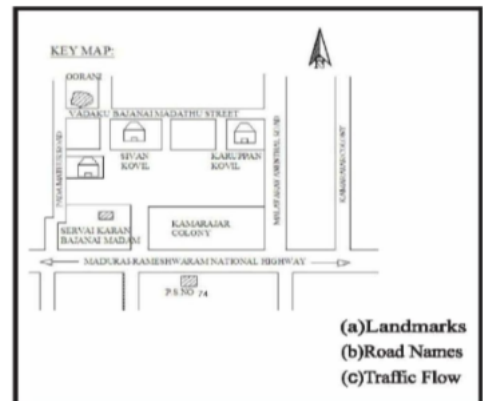 KEY MAP:
OORANI
VADAKU BAJANAI MADATHU STREET
SIVAN
KOVIL
KARUPPAN
KOVIL
SERVAI KARAN
BAJANAI MADAM
KAMARAJAR
COLONY
MADURAI RAMESHWARAM NATIONAL HIGHWAY
P.S.NO 74
(a)Landmarks
(b)Road Names
(c)Traffic Flow